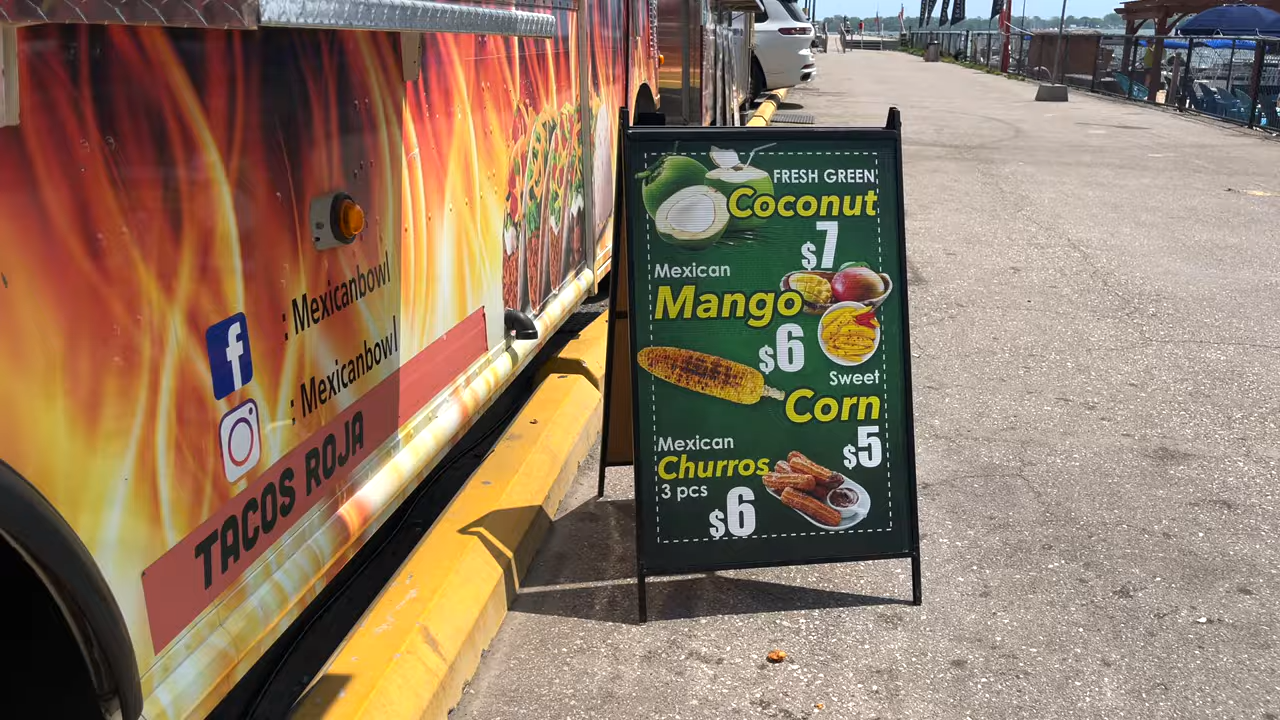 : Mexicanbowl
: Mexicanbowl
TACOS ROJA
FRESH GREEN
Coconut
$7
Mexican
Mango
$6
Sweet
Corn
$5
Mexican
Churros
3 pcs
$6